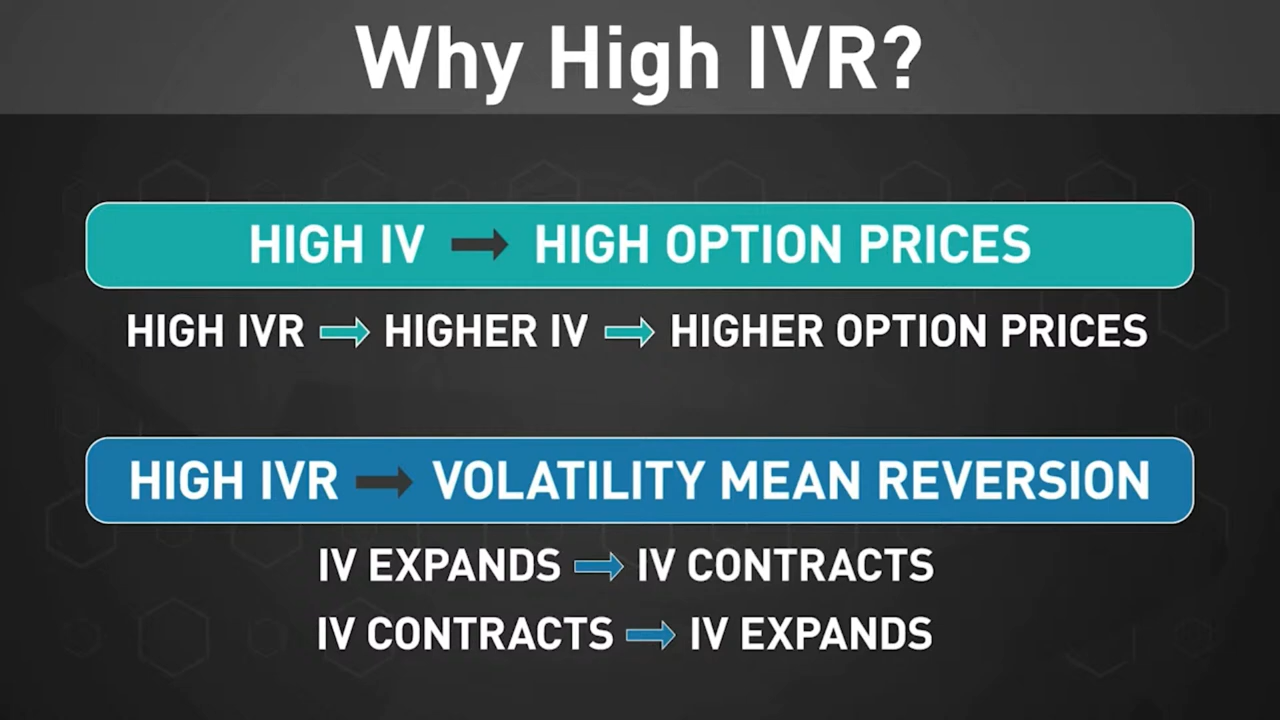 Why High IVR?
HIGH IV → HIGH OPTION PRICES
HIGH IVR → HIGHER IV → HIGHER OPTION PRICES
HIGH IVR → VOLATILITY MEAN REVERSION
IV EXPANDS → IV CONTRACTS
IV CONTRACTS → IV EXPANDS